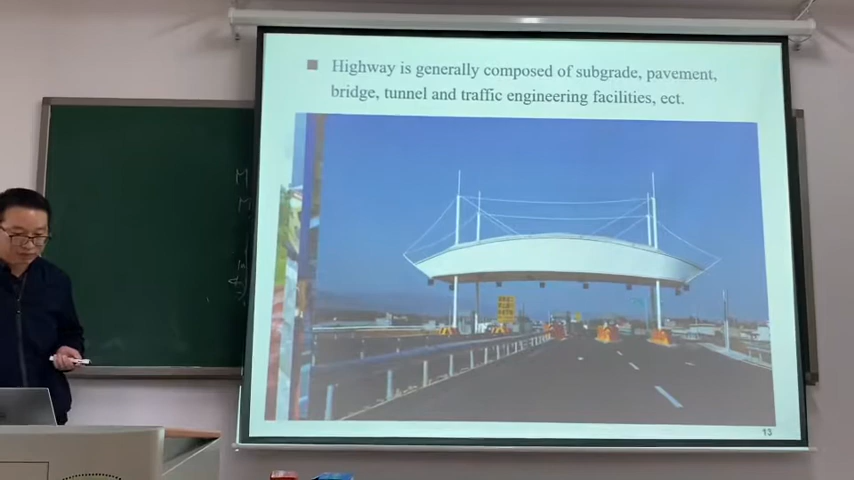 Highway is generally composed of subgrade, pavement,
bridge, tunnel and traffic engineering facilities, ect.
13